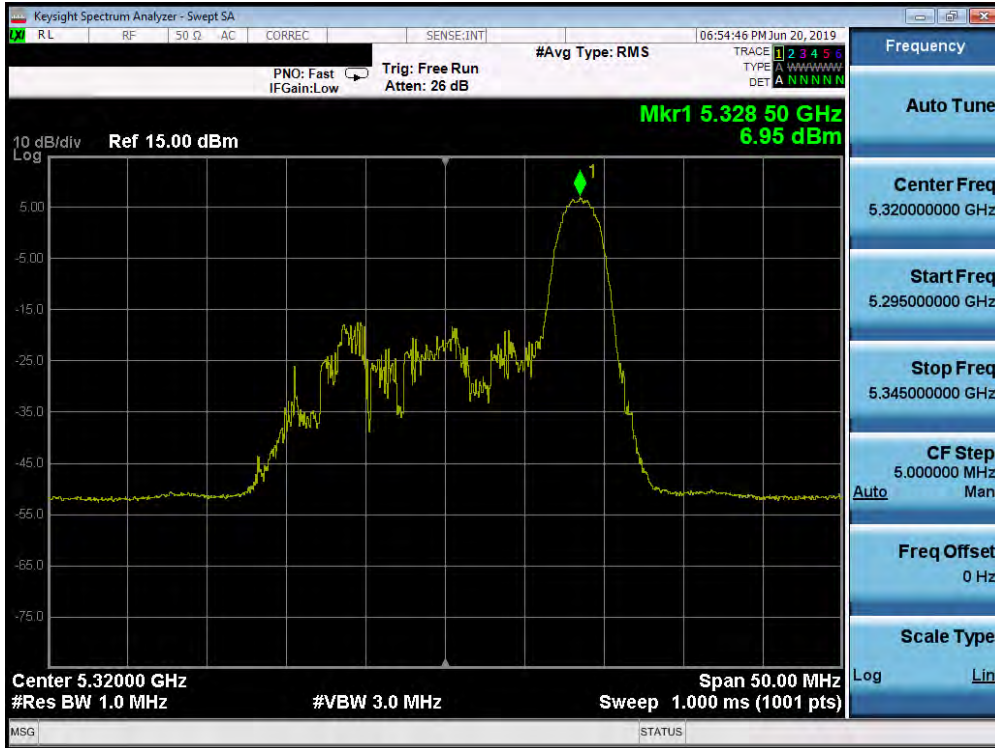 Keysight Spectrum Analyzer - Swept SA
LXI RL RF 50 Ω AC CORREC SENSE:INT 06:54:46 PM Jun 20, 2019
#Avg Type: RMS TRACE 1 2 3 4 5 6
PNO: Fast Trig: Free Run TYPE A WWWWW
IFGain:Low Atten: 26 dB DET A N N N N N
Mkr1 5.328 50 GHz
6.95 dBm
10 dB/div Ref 15.00 dBm
Log
1
5.00
-5.00
-15.0
-25.0
-35.0
-45.0
-55.0
-65.0
-75.0
Center 5.32000 GHz Span 50.00 MHz
#Res BW 1.0 MHz #VBW 3.0 MHz Sweep 1.000 ms (1001 pts)
MSG STATUS
Frequency
Auto Tune
Center Freq
5.320000000 GHz
Start Freq
5.295000000 GHz
Stop Freq
5.345000000 GHz
CF Step
5.000000 MHz
Auto Man
Freq Offset
0 Hz
Scale Type
Log Lin